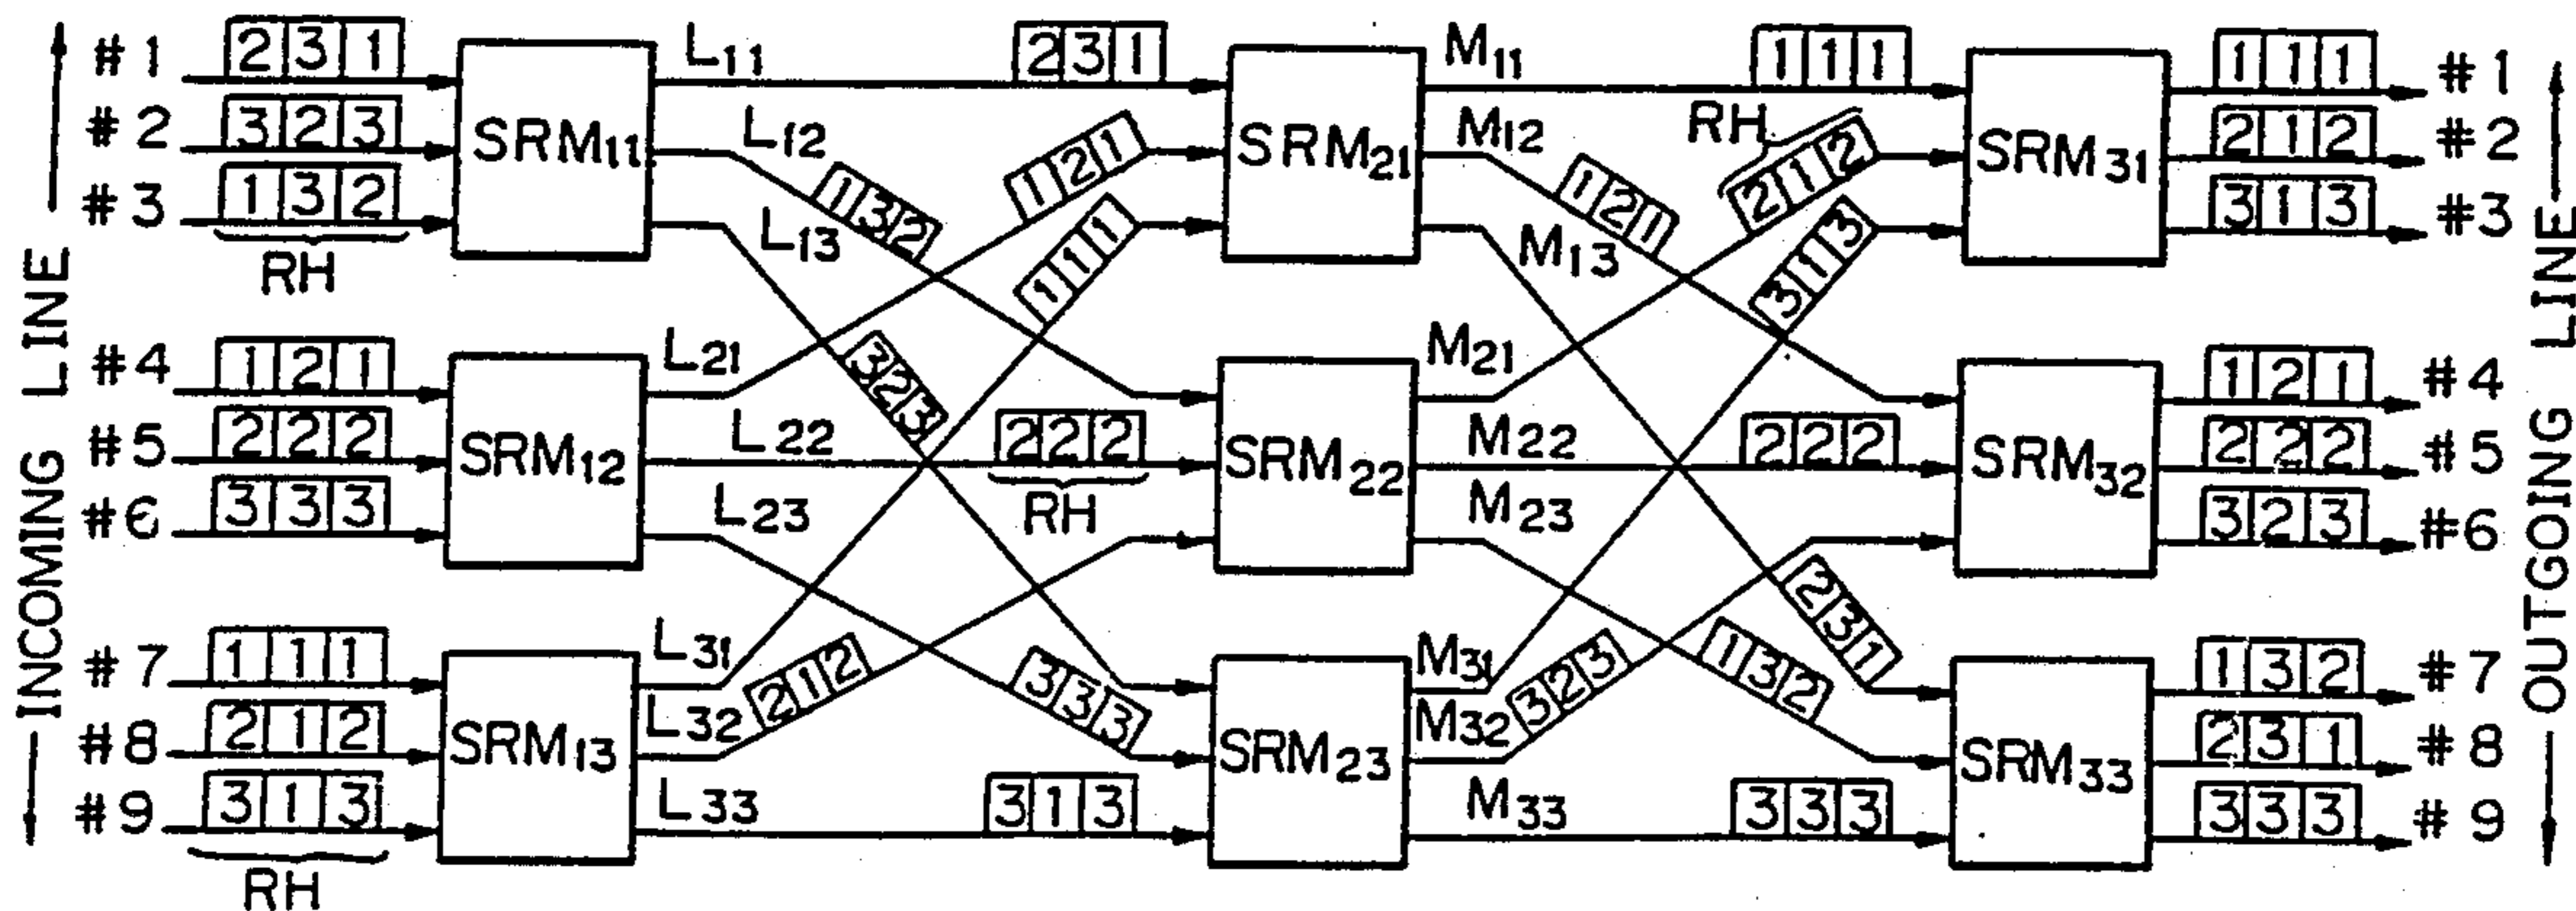 INCOMING LINE
#1 2 3 1
#2 3 2 3
#3 1 3 2
RH
#4 1 2 1
#5 2 2 2
#6 3 3 3
#7 1 1 1
#8 2 1 2
#9 3 1 3
RH
SRM11
SRM12
SRM13
L11 2 3 1
L12 1 3 2
L13 3 2 3
L21 1 2 1
L22 2 2 2
RH
L23 3 3 3
L31 1 1 1
L32 2 1 2
L33 3 1 3
SRM21
SRM22
SRM23
M11 1 1 1
M12 1 2 1
M13 2 3 1
RH
M21 2 1 2
M22 2 2 2
M23 1 3 2
M31 3 1 3
M32 3 2 3
M33 3 3 3
SRM31
SRM32
SRM33
1 1 1 #1
2 1 2 #2
3 1 3 #3
1 2 1 #4
2 2 2 #5
3 2 3 #6
1 3 2 #7
2 3 1 #8
3 3 3 #9
OUTGOING LINE